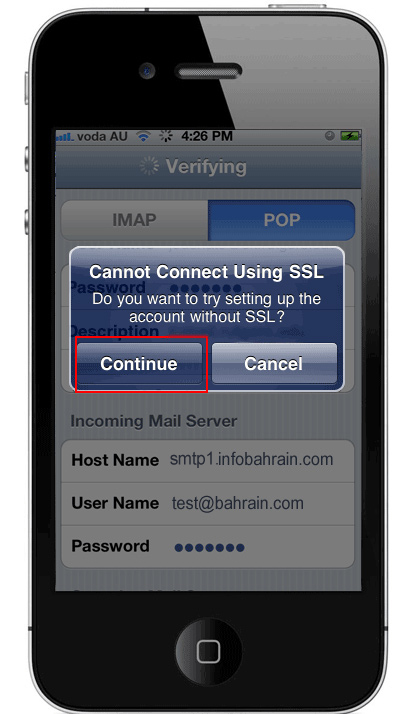 voda AU 4:26 PM
Verifying
IMAP POP
Cannot Connect Using SSL
Password
Do you want to try setting up the
account without SSL?
Description
Continue Cancel
Incoming Mail Server
Host Name smtp1.infobahrain.com
User Name test@bahrain.com
Password